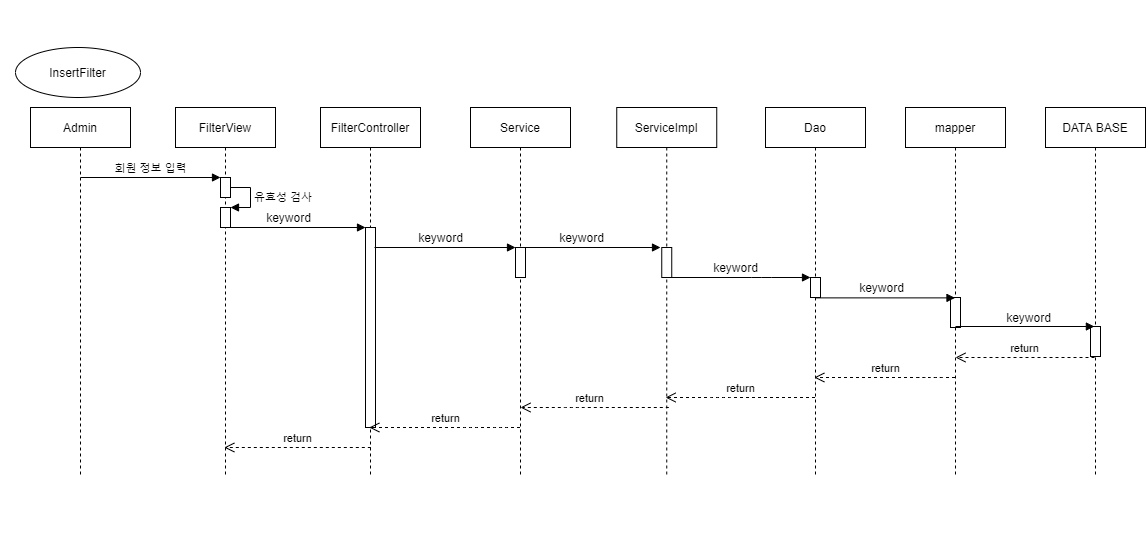 InsertFilter
Admin
FilterView
FilterController
Service
ServiceImpl
Dao
mapper
DATA BASE
회원 정보 입력
유효성 검사
keyword
keyword
keyword
keyword
keyword
keyword
return
return
return
return
return
return